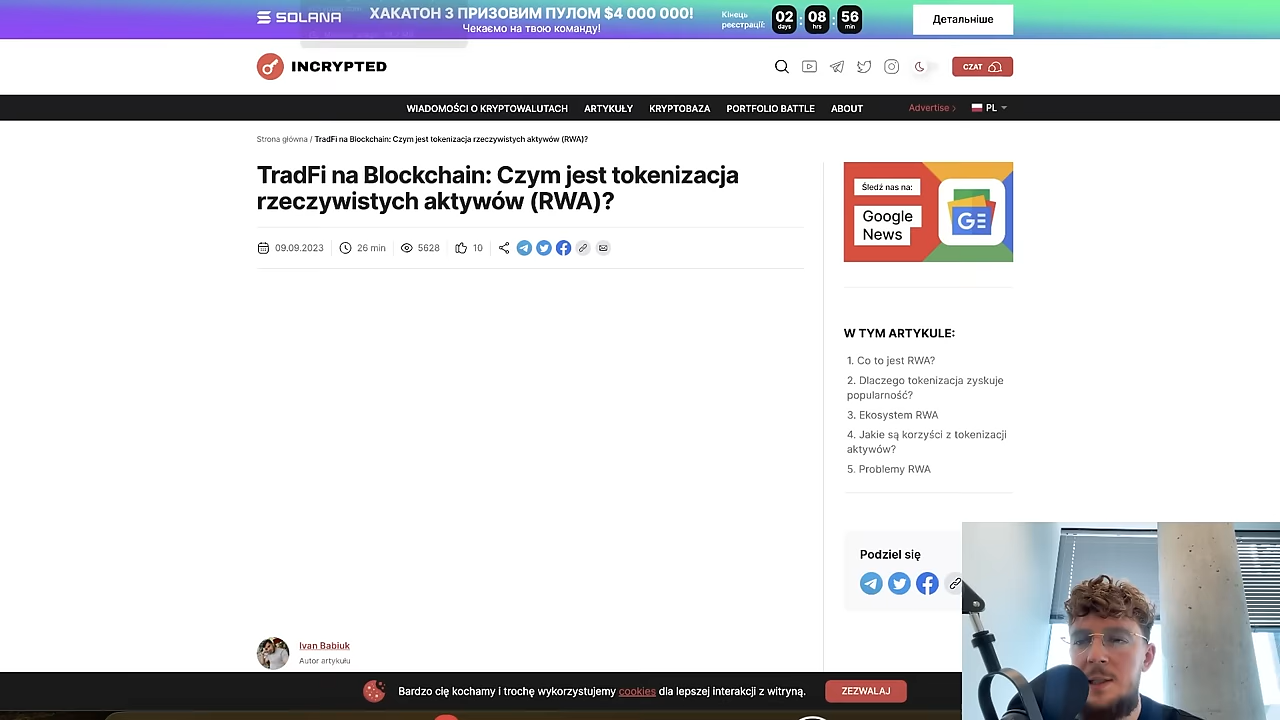 SOLANA
ХАКАТОН З ПРИЗОВИМ ПУЛОМ $4 000 000!
Чекаємо на твою команду!
Кінець
реєстрації:
02 : 08 : 56
days hrs min
Детальніше
INCRYPTED
CZAT
WIADOMOŚCI O KRYPTOWALUTACH ARTYKUŁY KRYPTOBAZA PORTFOLIO BATTLE ABOUT
Advertise
PL
Strona główna / TradFi na Blockchain: Czym jest tokenizacja rzeczywistych aktywów (RWA)?
TradFi na Blockchain: Czym jest tokenizacja
rzeczywistych aktywów (RWA)?
09.09.2023 26 min 5628 10
Śledź nas na:
Google
News
GE
W TYM ARTYKULE:
1. Co to jest RWA?
2. Dlaczego tokenizacja zyskuje
popularność?
3. Ekosystem RWA
4. Jakie są korzyści z tokenizacji
aktywów?
5. Problemy RWA
Podziel się
Ivan Babiuk
Autor artykułu
Bardzo cię kochamy i trochę wykorzystujemy cookies dla lepszej interakcji z witryną.
ZEZWALAJ